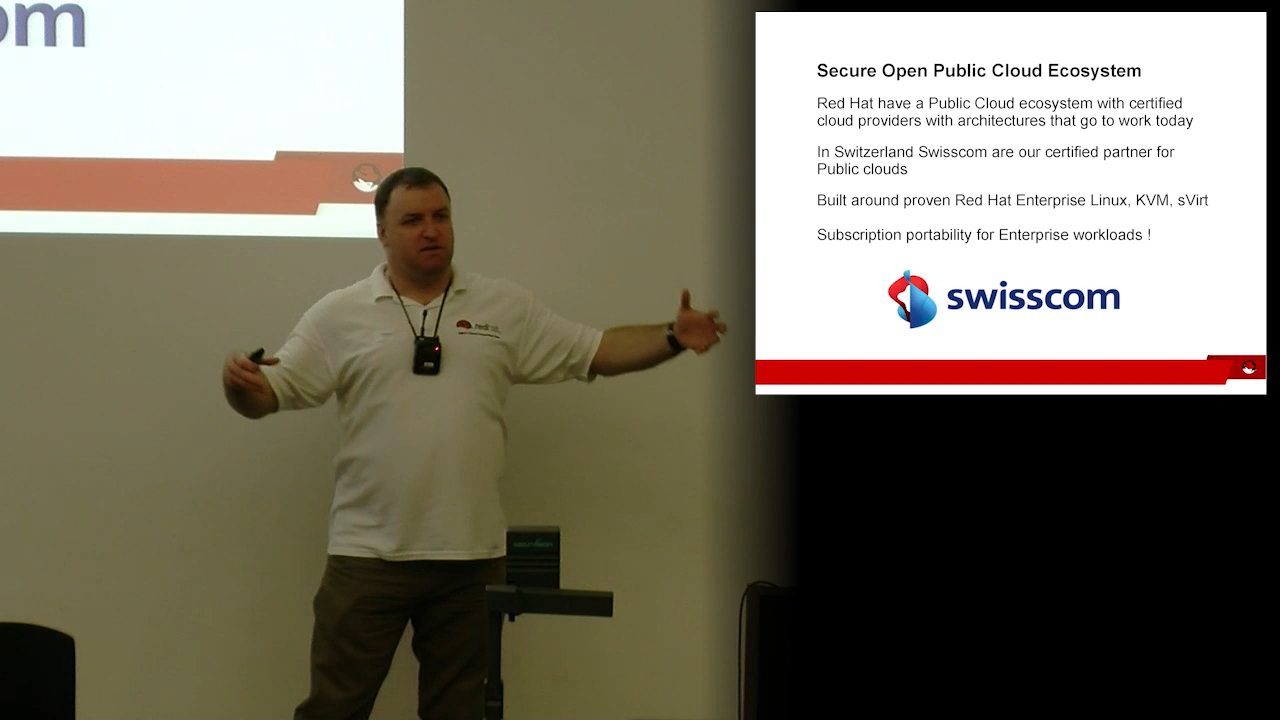 om
redhat
Secure Open Public Cloud Ecosystem
Red Hat have a Public Cloud ecosystem with certified
cloud providers with architectures that go to work today
In Switzerland Swisscom are our certified partner for
Public clouds
Built around proven Red Hat Enterprise Linux, KVM, sVirt
Subscription portability for Enterprise workloads !
swisscom